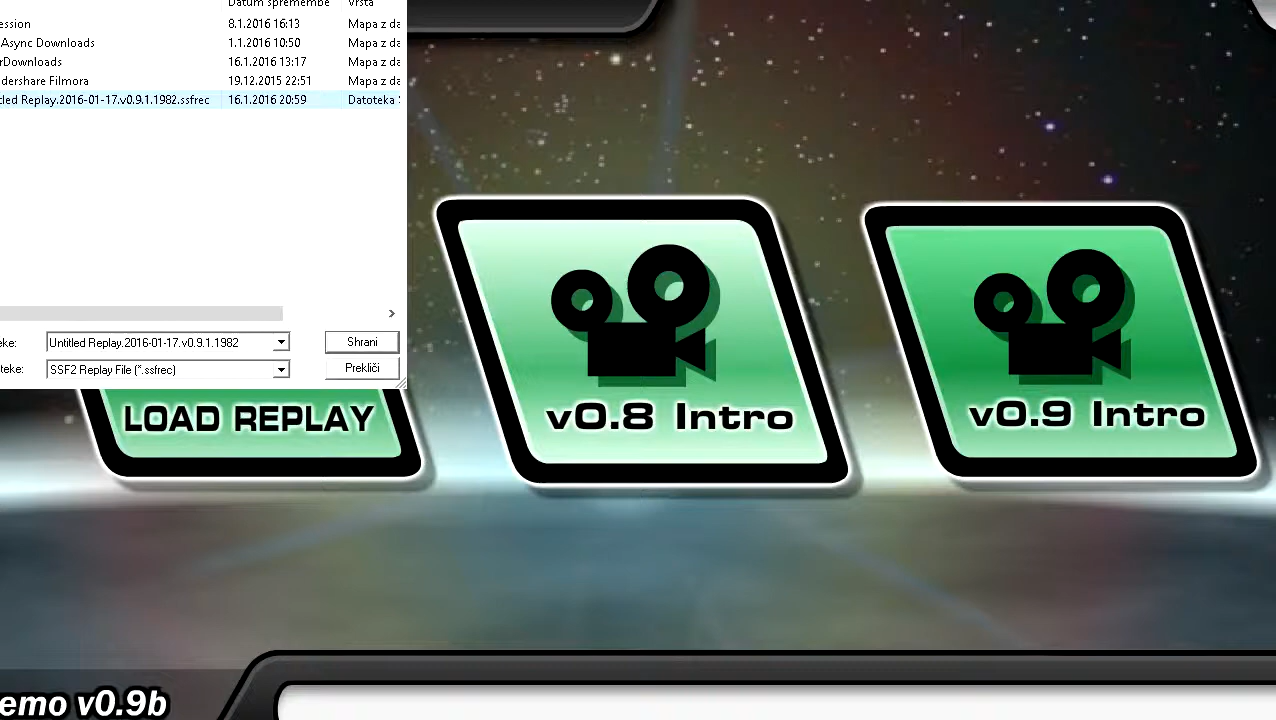 Datum spremembe Vrsta
ession 8.1.2016 16:13 Mapa z da
Async Downloads 1.1.2016 10:50 Mapa z da
rDownloads 16.1.2016 13:17 Mapa z da
dershare Filmora 19.12.2015 22:51 Mapa z da
tled Replay.2016-01-17.v0.9.1.1982.ssfrec 16.1.2016 20:59 Datoteka
eke: Untitled Replay.2016-01-17.v0.9.1.1982 Shrani
teke: SSF2 Replay File (*.ssfrec) Prekliči
LOAD REPLAY
v0.8 Intro
v0.9 Intro
emo v0.9b